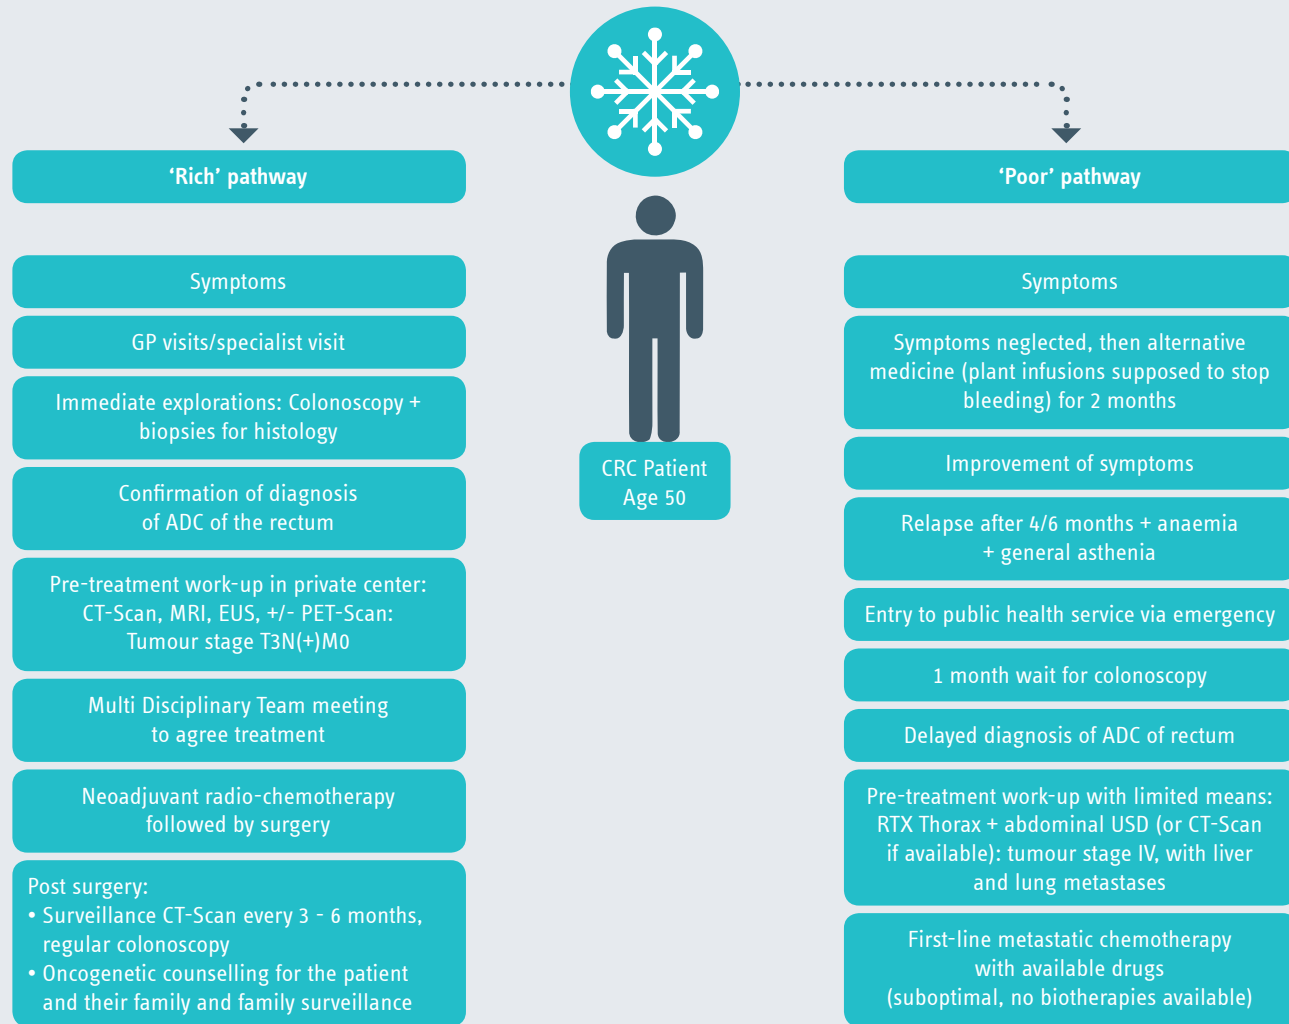 ‘Rich’ pathway
Symptoms
GP visits/specialist visit
Immediate explorations: Colonoscopy +
biopsies for histology
Confirmation of diagnosis
of ADC of the rectum
Pre-treatment work-up in private center:
CT-Scan, MRI, EUS, +/- PET-Scan:
Tumour stage T3N(+)M0
Multi Disciplinary Team meeting
to agree treatment
Neoadjuvant radio-chemotherapy
followed by surgery
Post surgery:
• Surveillance CT-Scan every 3 - 6 months,
regular colonoscopy
• Oncogenetic counselling for the patient
and their family and family surveillance
CRC Patient
Age 50
‘Poor’ pathway
Symptoms
Symptoms neglected, then alternative
medicine (plant infusions supposed to stop
bleeding) for 2 months
Improvement of symptoms
Relapse after 4/6 months + anaemia
+ general asthenia
Entry to public health service via emergency
1 month wait for colonoscopy
Delayed diagnosis of ADC of rectum
Pre-treatment work-up with limited means:
RTX Thorax + abdominal USD (or CT-Scan
if available): tumour stage IV, with liver
and lung metastases
First-line metastatic chemotherapy
with available drugs
(suboptimal, no biotherapies available)